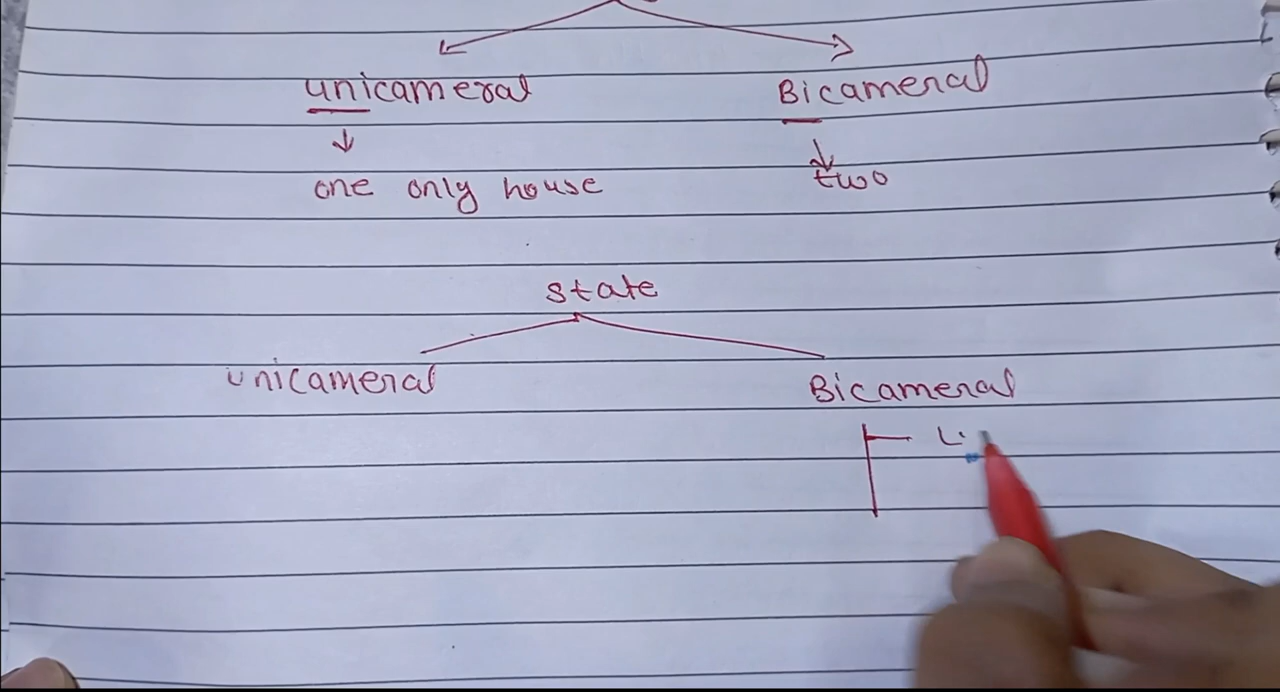 unicameral Bicameral
one only house two
state
unicameral Bicameral
L.